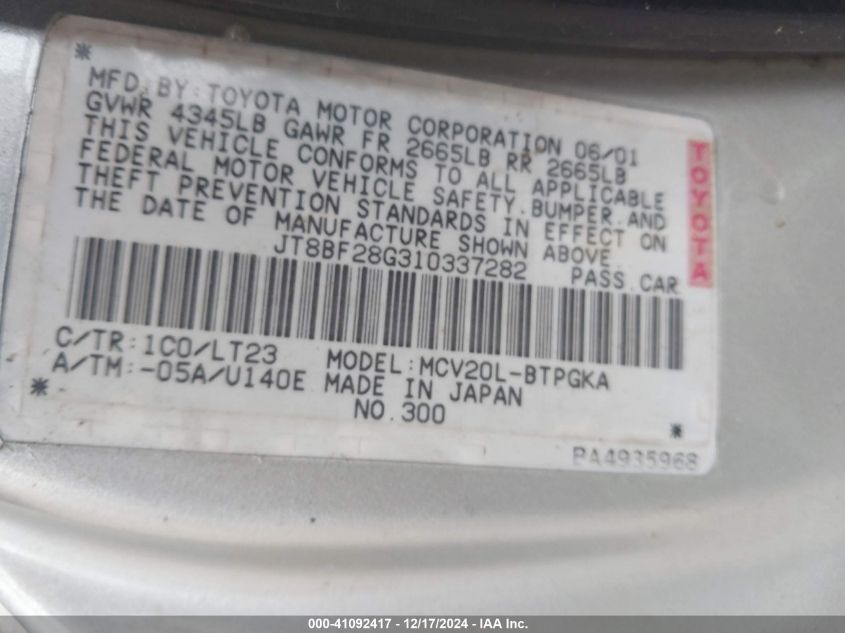 MFD. BY: TOYOTA MOTOR CORPORATION 06/01
GVWR 4345LB GAWR FR 2665LB RR 2665LB
THIS VEHICLE CONFORMS TO ALL APPLICABLE
FEDERAL MOTOR VEHICLE SAFETY, BUMPER, AND
THEFT PREVENTION STANDARDS IN EFFECT ON
THE DATE OF MANUFACTURE SHOWN ABOVE.
JT8BF28G310337282 PASS. CAR
TOYOTA
C/TR: 1C0/LT23 MODEL: MCV20L-BTPGKA
A/TM: -05A/U140E MADE IN JAPAN
NO. 300
PA4935968
000-41092417 - 12/17/2024 - IAA Holdings, LLC.